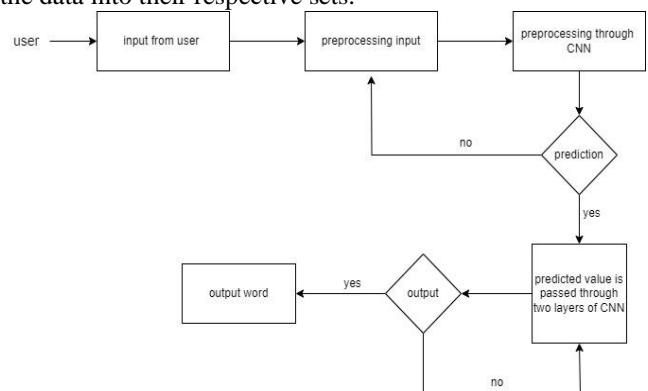 the data into their respective sets.
user
input from user
preprocessing input
preprocessing through
CNN
no
prediction
yes
predicted value is
passed through
two layers of CNN
output
yes
output word
no